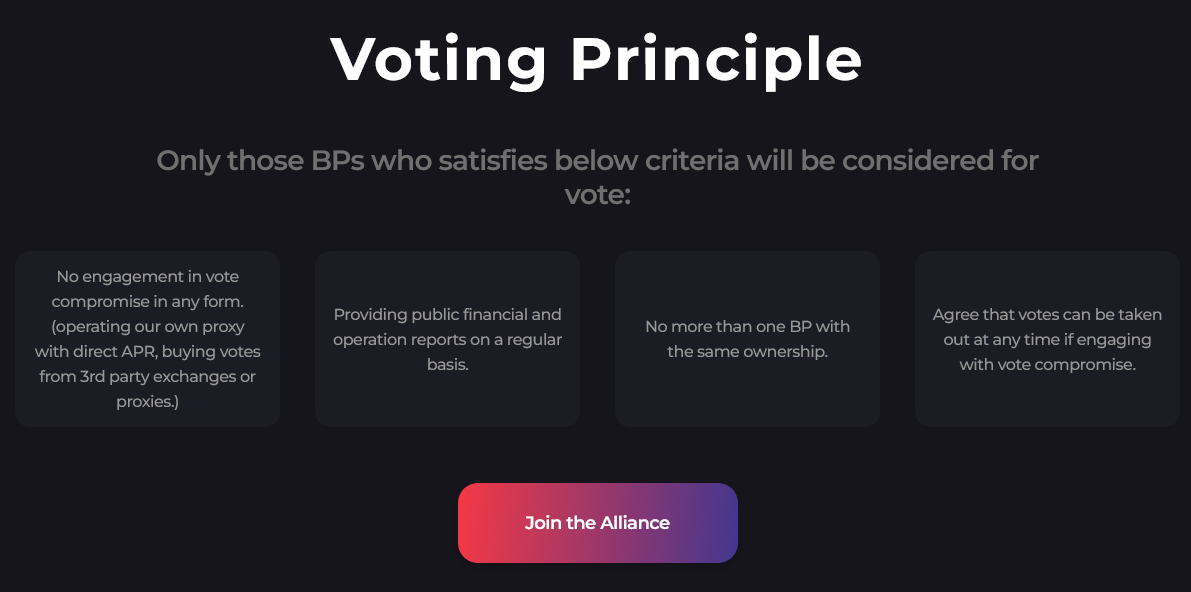 Voting Principle
Only those BPs who satisfies below criteria will be considered for
vote:
No engagement in vote
compromise in any form.
(operating our own proxy
with direct APR, buying votes
from 3rd party exchanges or
proxies.)
Providing public financial and
operation reports on a regular
basis.
No more than one BP with
the same ownership.
Agree that votes can be taken
out at any time if engaging
with vote compromise.
Join the Alliance